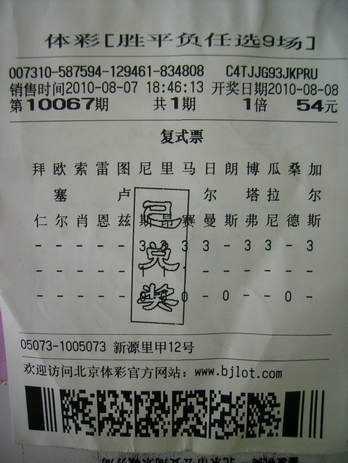 体彩[胜平负任选9场]
007310-587594-129461-834808 C4TJJG93JKPRU
销售时间2010-08-07 18:46:13 开奖日期2010-08-08
第10067期 共1期 1倍 54元
复式票
拜 欧 索 雷 图 尼 里 马 日 朗 博 瓜 桑 加
塞 卢 尔 塔 拉 尔
仁 尔 肖 恩 兹 斯 昂 赛 曼 斯 弗 尼 德 斯
- - - - - 3 3 3 - 3 3 - 3
- - - - -
- - - - - 0 - 0 - - 0 -
已兑奖
05073-1005073 新源里甲12号
欢迎访问北京体彩官方网站：www.bjlot.com